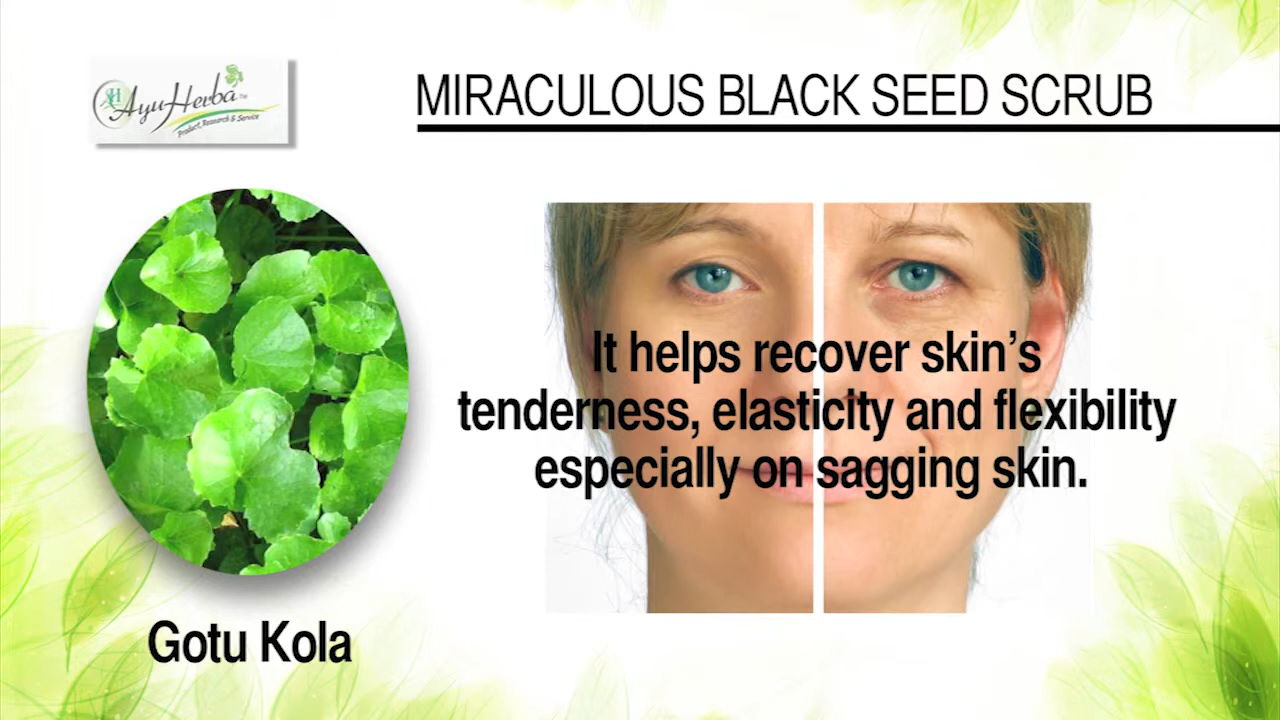 AyuHerba TM
Product, Research & Service
MIRACULOUS BLACK SEED SCRUB
It helps recover skin's
tenderness, elasticity and flexibility
especially on sagging skin.
Gotu Kola